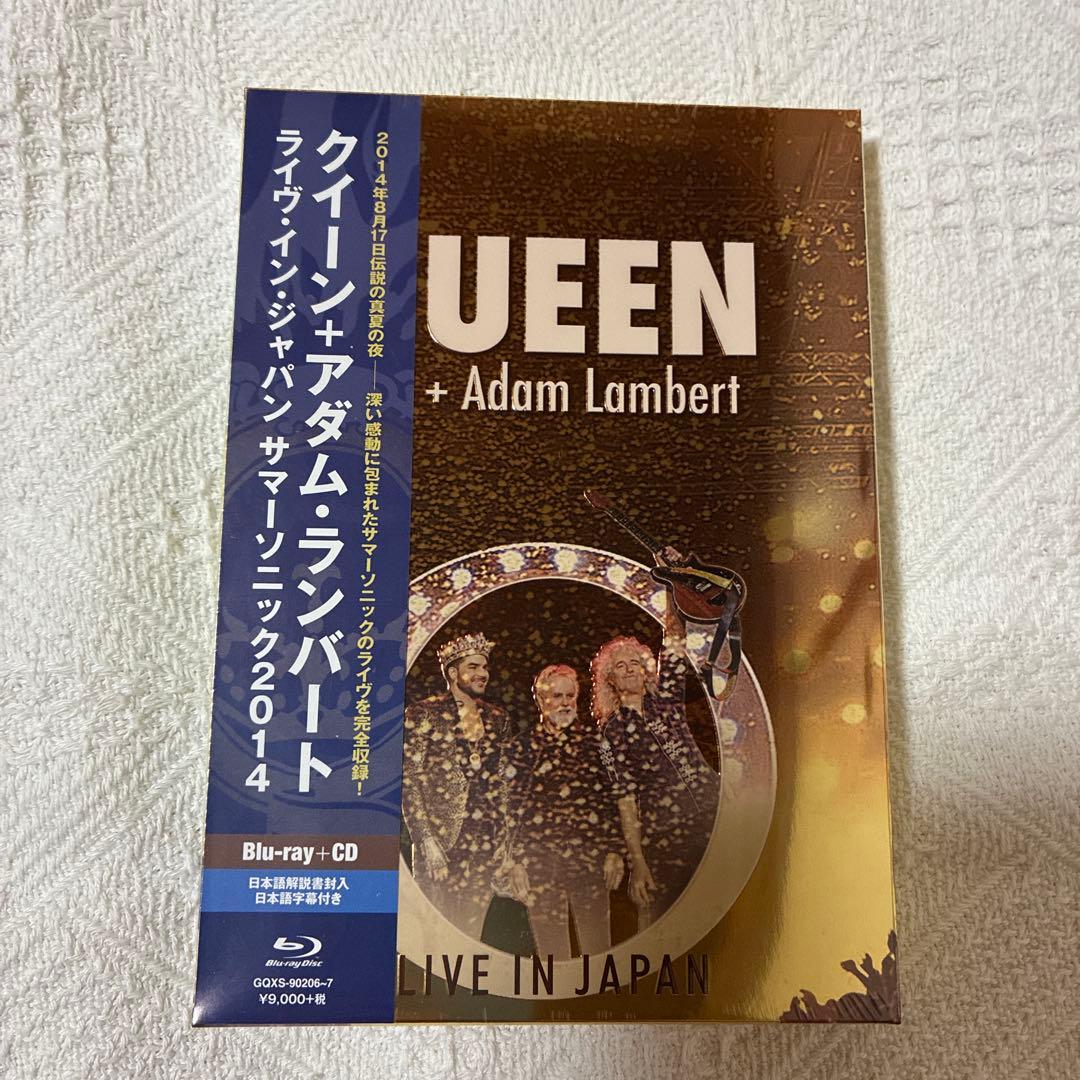 2014年8月17日伝説の真夏の夜――深い感動に包まれたサマーソニックのライヴを完全収録！
クイーン+アダム・ランバート
ライヴ・イン・ジャパン サマーソニック2014
Blu-ray+CD
日本語解説書封入
日本語字幕付き
Blu-ray Disc
GQXS-90206~7
¥9,000+税
UEEN
+ Adam Lambert
LIVE IN JAPAN